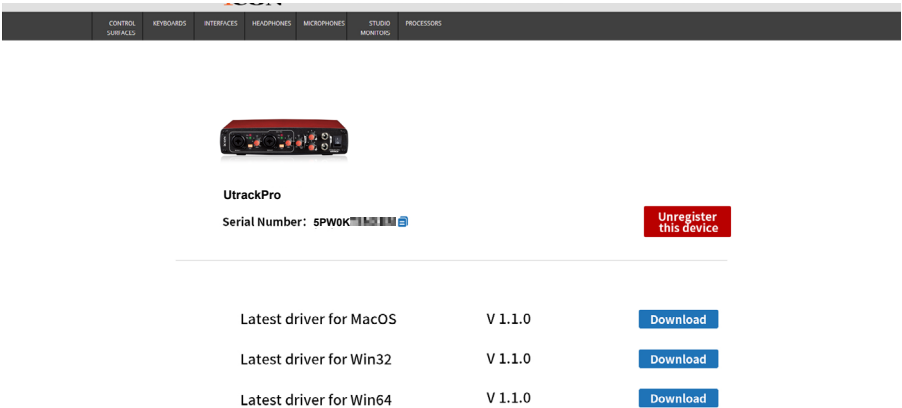 CONTROL SURFACES
KEYBOARDS
INTERFACES
HEADPHONES
MICROPHONES
STUDIO MONITORS
PROCESSORS
UtrackPro
Serial Number: 5PW0K
Unregister
this device
Latest driver for MacOS V 1.1.0 Download
Latest driver for Win32 V 1.1.0 Download
Latest driver for Win64 V 1.1.0 Download